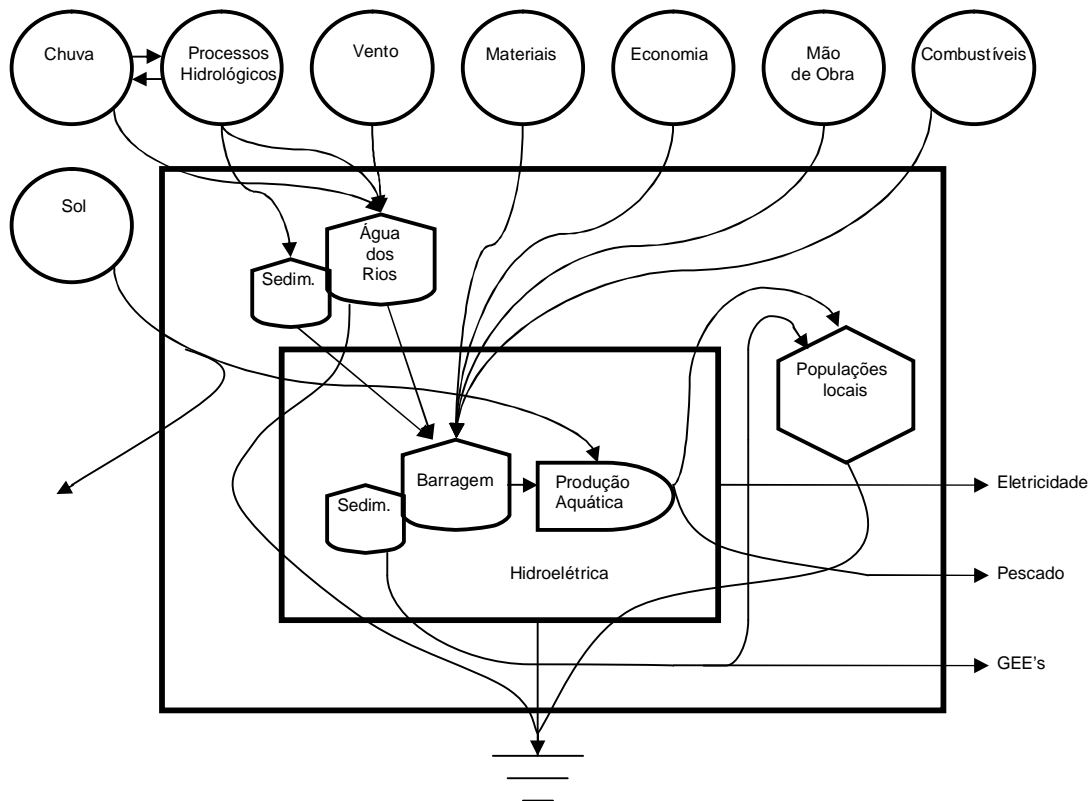 Chuva
Processos
Hidrológicos
Vento
Materiais
Economia
Mão
de Obra
Combustíveis
Sol
Água
dos
Rios
Sedim.
Populações
locais
Barragem
Produção
Aquática
Sedim.
Hidroelétrica
Eletricidade
Pescado
GEE's